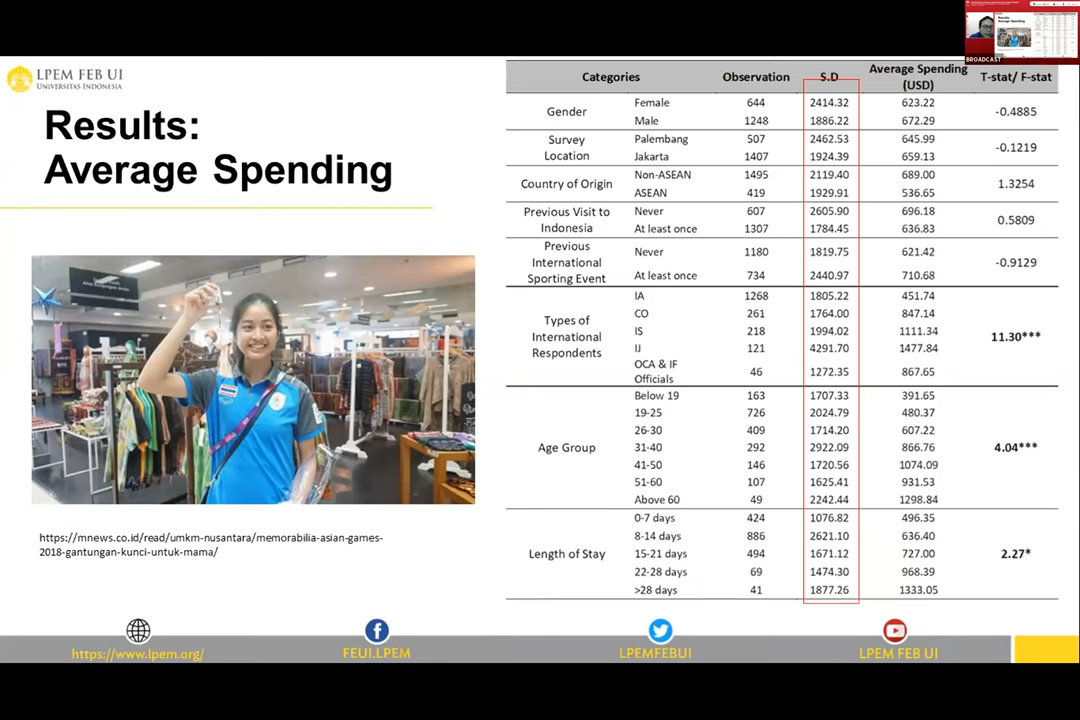 BROADCAST
LPEM FEB UI
UNIVERSITAS INDONESIA
Results:
Average Spending
https://mnews.co.id/read/umkm-nusantara/memorabilia-asian-games-
2018-gantungan-kunci-untuk-mama/
Categories Observation S.D Average Spending (USD) T-stat/ F-stat
Gender Female 644 2414.32 623.22 -0.4885
Male 1248 1886.22 672.29
Survey Location Palembang 507 2462.53 645.99 -0.1219
Jakarta 1407 1924.39 659.13
Country of Origin Non-ASEAN 1495 2119.40 689.00 1.3254
ASEAN 419 1929.91 536.65
Previous Visit to Indonesia Never 607 2605.90 696.18 0.5809
At least once 1307 1784.45 636.83
Previous International Sporting Event Never 1180 1819.75 621.42 -0.9129
At least once 734 2440.97 710.68
Types of International Respondents IA 1268 1805.22 451.74 11.30***
CO 261 1764.00 847.14
IS 218 1994.02 1111.34
IJ 121 4291.70 1477.84
OCA & IF Officials 46 1272.35 867.65
Age Group Below 19 163 1707.33 391.65 4.04***
19-25 726 2024.79 480.37
26-30 409 1714.20 607.22
31-40 292 2922.09 866.76
41-50 146 1720.56 1074.09
51-60 107 1625.41 931.53
Above 60 49 2242.44 1298.84
Length of Stay 0-7 days 424 1076.82 496.35 2.27*
8-14 days 886 2621.10 636.40
15-21 days 494 1671.12 727.00
22-28 days 69 1474.30 968.39
>28 days 41 1877.26 1333.05
https://www.lpem.org/
FEUI.LPEM
LPEMFEBUI
LPEM FEB UI